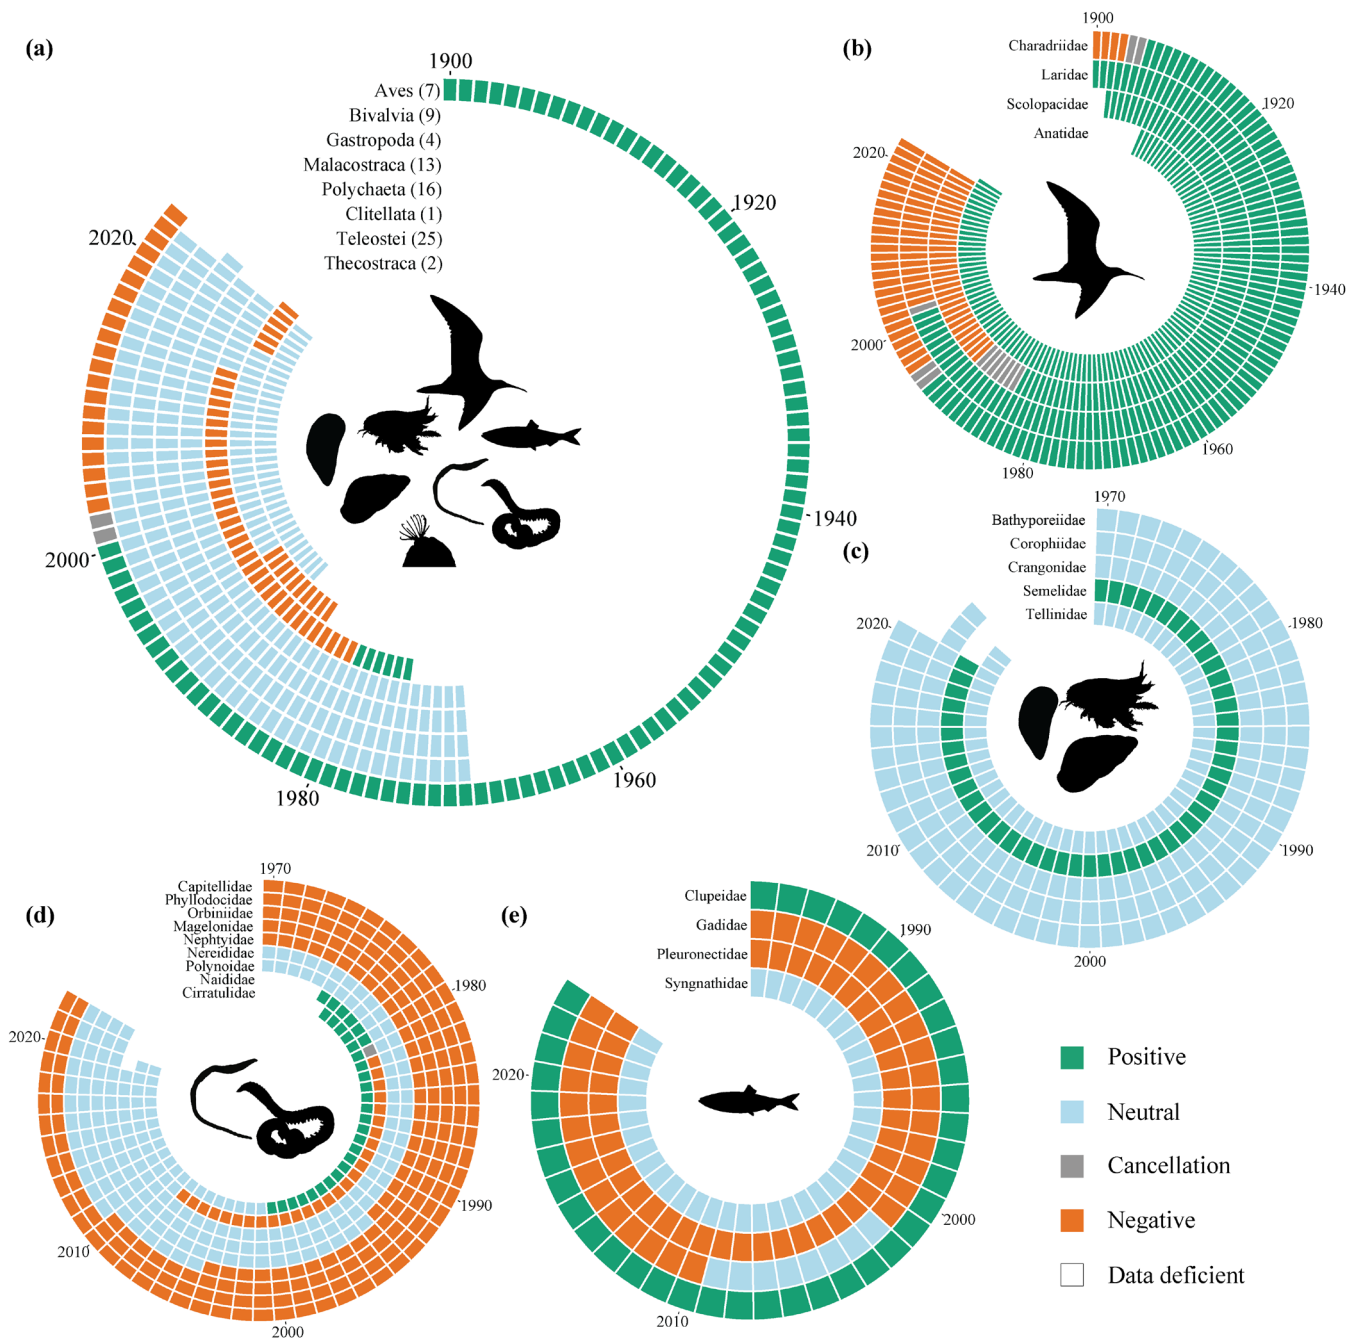 (a)
1900
Aves (7)
Bivalvia (9)
Gastropoda (4)
Malacostraca (13)
Polychaeta (16)
Clitellata (1)
Teleostei (25)
Thecostraca (2)
1920
1940
1960
1980
2000
2020
(b)
1900
Charadriidae
Laridae
Scolopacidae
Anatidae
1920
1940
1960
1980
2000
2020
(c)
1970
Bathyporeiidae
Corophiidae
Crangonidae
Semelidae
Tellinidae
1980
1990
2000
2010
2020
(d)
1970
Capitellidae
Phyllodocidae
Orbiniidae
Magelonidae
Nephtyidae
Nereididae
Polynoidae
Naididae
Cirratulidae
1980
1990
2000
2010
2020
(e)
Clupeidae
Gadidae
Pleuronectidae
Syngnathidae
1990
2000
2010
2020
Positive
Neutral
Cancellation
Negative
Data deficient